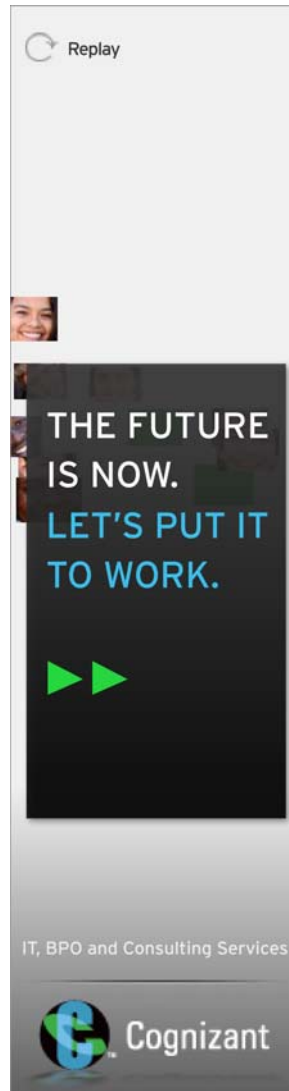 Replay
THE FUTURE
IS NOW.
LET'S PUT IT
TO WORK.
IT, BPO and Consulting Services
Cognizant